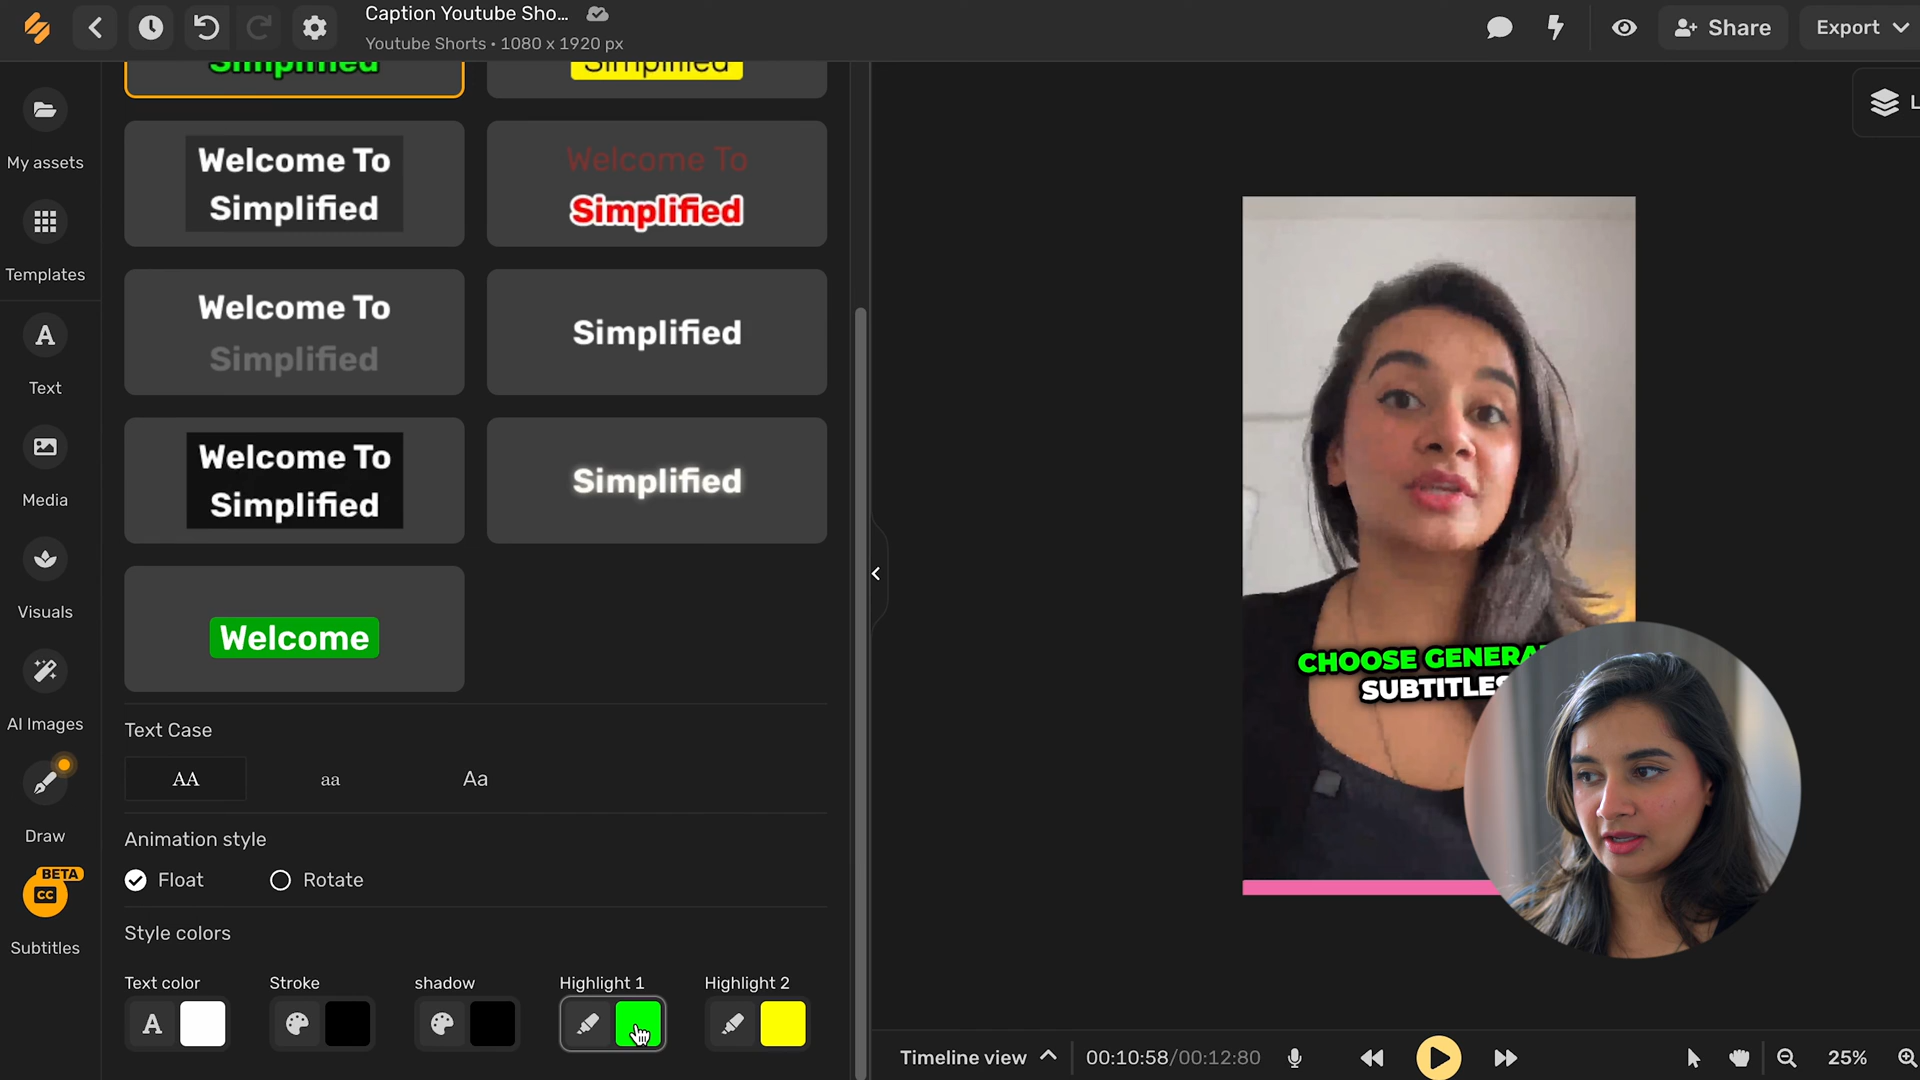 Caption Youtube Sho...
Youtube Shorts • 1080 x 1920 px
Share
Export
My assets
Templates
Text
Media
Visuals
AI Images
Draw
BETA
CC
Subtitles
Simplified
Simplified
Welcome To
Simplified
Welcome To
Simplified
Welcome To
Simplified
Simplified
Welcome To
Simplified
Simplified
Welcome
Text Case
AA
aa
Aa
Animation style
Float
Rotate
Style colors
Text color
Stroke
shadow
Highlight 1
Highlight 2
A
CHOOSE
SUBTITLES
Timeline view
00:10:58/00:12:80
25%